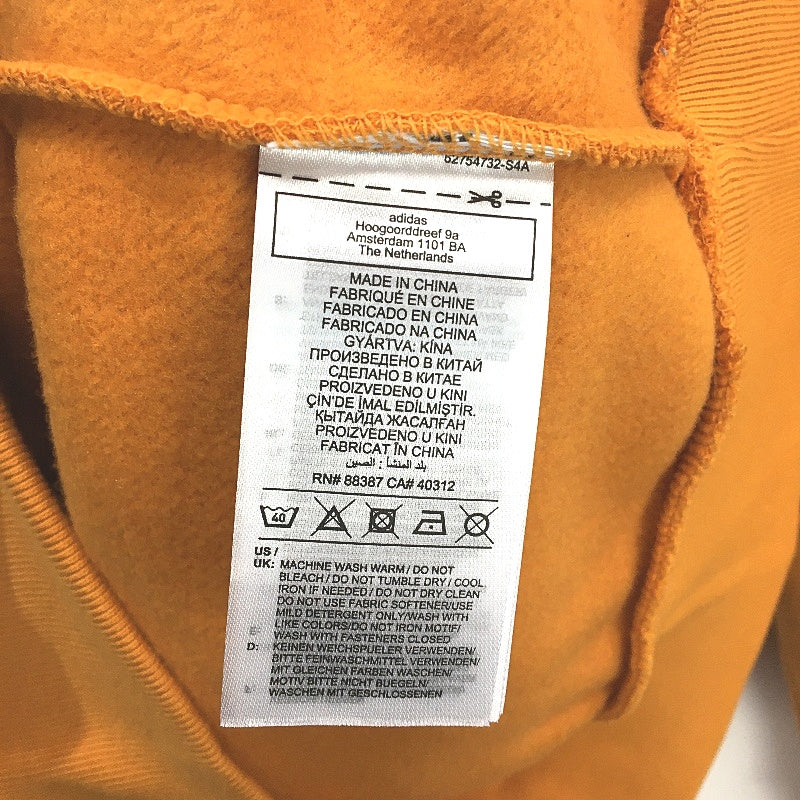 62754732-S4A
adidas
Hoogoorddreef 9a
Amsterdam 1101 BA
The Netherlands
MADE IN CHINA
FABRIQUÉ EN CHINE
FABRICADO EN CHINA
FABRICADO NA CHINA
GYÁRTVA: KÍNA
ПРОИЗВЕДЕНО В КИТАЙ
СДЕЛАНО В КИТАЕ
PROIZVEDENO U KINI
ÇİN'DE İMAL EDİLMİŞTİR.
ҚЫТАЙДА ЖАСАЛҒАН
PROIZVEDENO U KINI
FABRICAT ÎN CHINA
بلد المنشأ : الصين
RN# 88387 CA# 40312
40
US /
UK: MACHINE WASH WARM / DO NOT
BLEACH / DO NOT TUMBLE DRY / COOL
IRON IF NEEDED / DO NOT DRY CLEAN
DO NOT USE FABRIC SOFTENER/USE
MILD DETERGENT ONLY/WASH WITH
LIKE COLORS/DO NOT IRON MOTIF/
WASH WITH FASTENERS CLOSED
D: KEINEN WEICHSPUELER VERWENDEN/
BITTE FEINWASCHMITTEL VERWENDEN/
MIT GLEICHEN FARBEN WASCHEN/
MOTIV BITTE NICHT BUEGELN/
WASCHEN MIT GESCHLOSSENEN